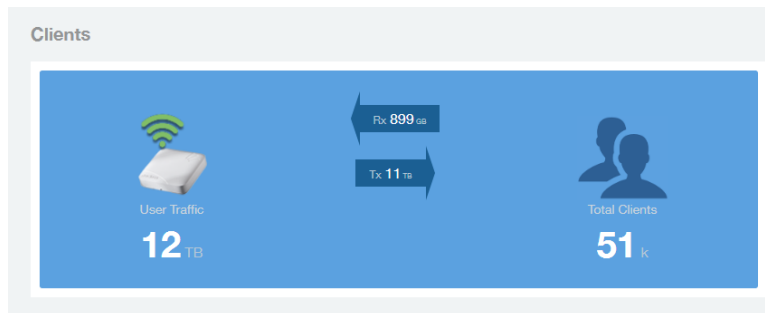 Clients
Rx 899 GB
Tx 11 TB
User Traffic
12 TB
Total Clients
51 k